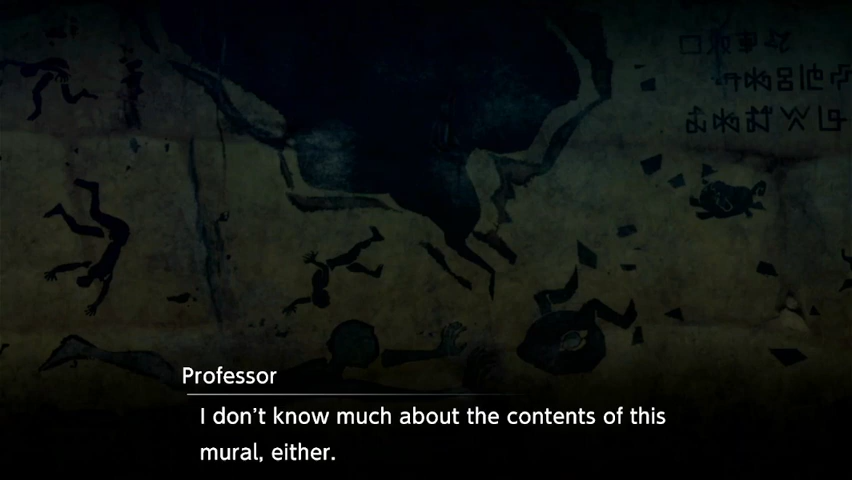 Professor
I don't know much about the contents of this
mural, either.